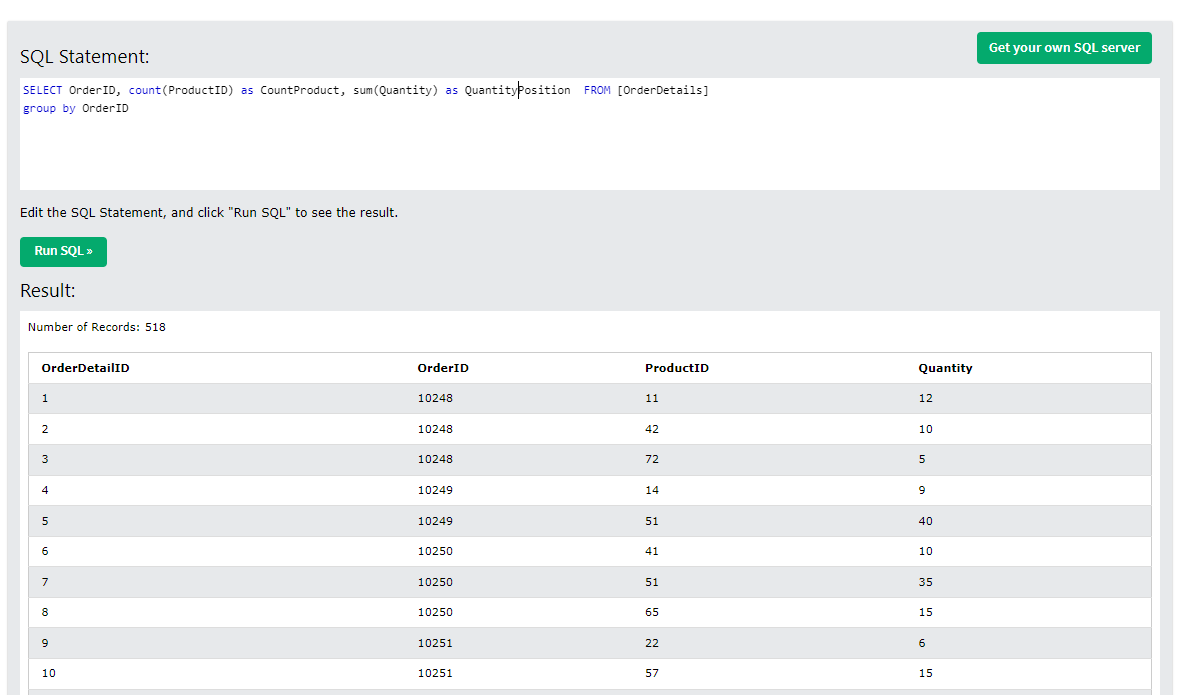 Get your own SQL server
SQL Statement:
SELECT OrderID, count(ProductID) as CountProduct, sum(Quantity) as QuantityPosition  FROM [OrderDetails]
group by OrderID
Edit the SQL Statement, and click "Run SQL" to see the result.
Run SQL »
Result:
Number of Records: 518
OrderDetailID OrderID ProductID Quantity
1 10248 11 12
2 10248 42 10
3 10248 72 5
4 10249 14 9
5 10249 51 40
6 10250 41 10
7 10250 51 35
8 10250 65 15
9 10251 22 6
10 10251 57 15